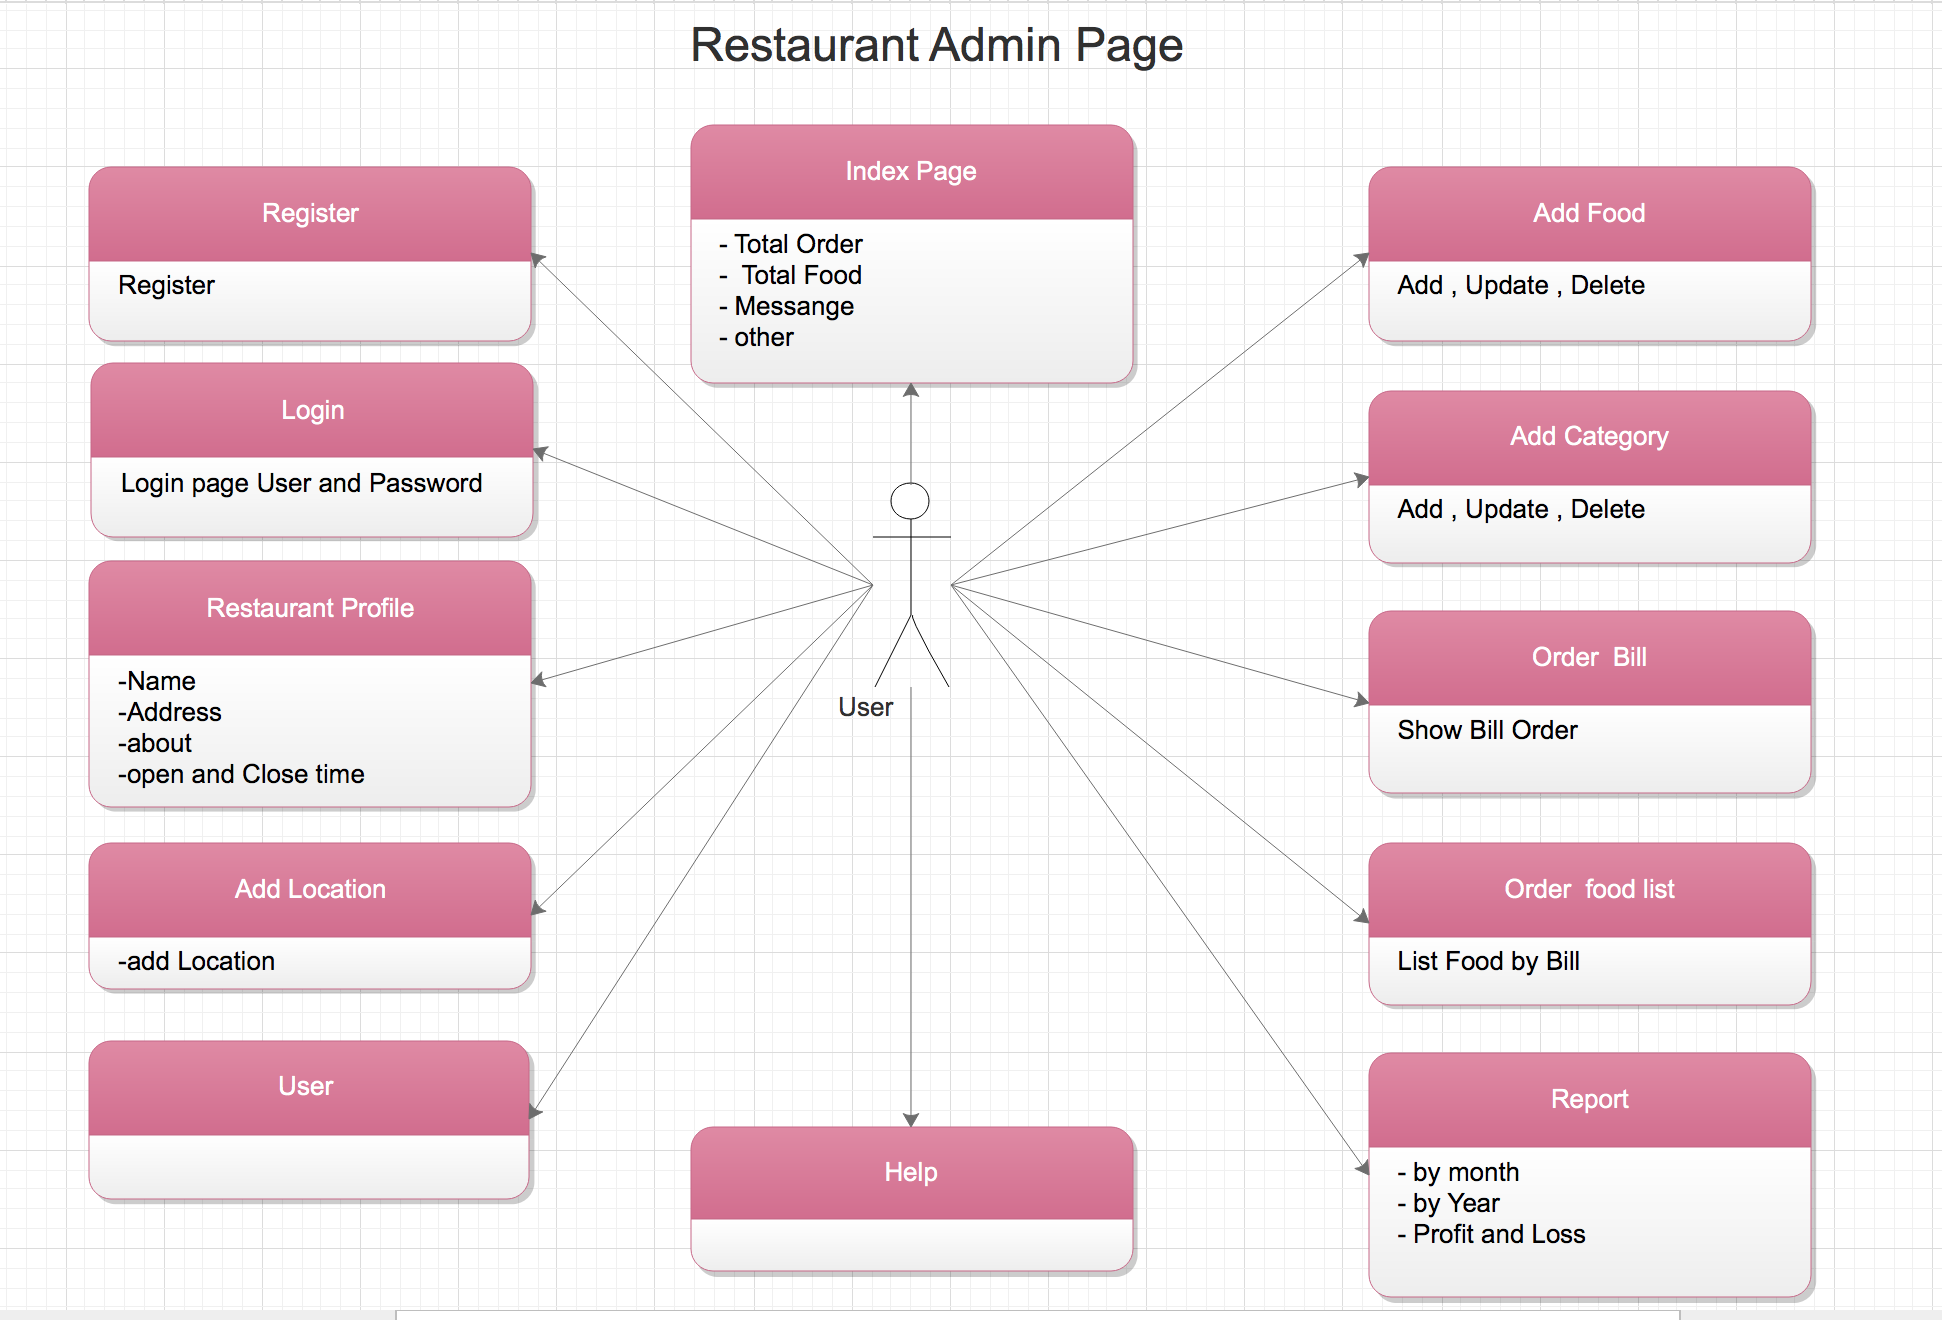 Restaurant Admin Page
Register
Register
Login
Login page User and Password
Restaurant Profile
-Name
-Address
-about
-open and Close time
Add Location
-add Location
User
Index Page
- Total Order
-  Total Food
- Messange
- other
User
Help
Add Food
Add , Update , Delete
Add Category
Add , Update , Delete
Order  Bill
Show Bill Order
Order  food list
List Food by Bill
Report
- by month
- by Year
- Profit and Loss